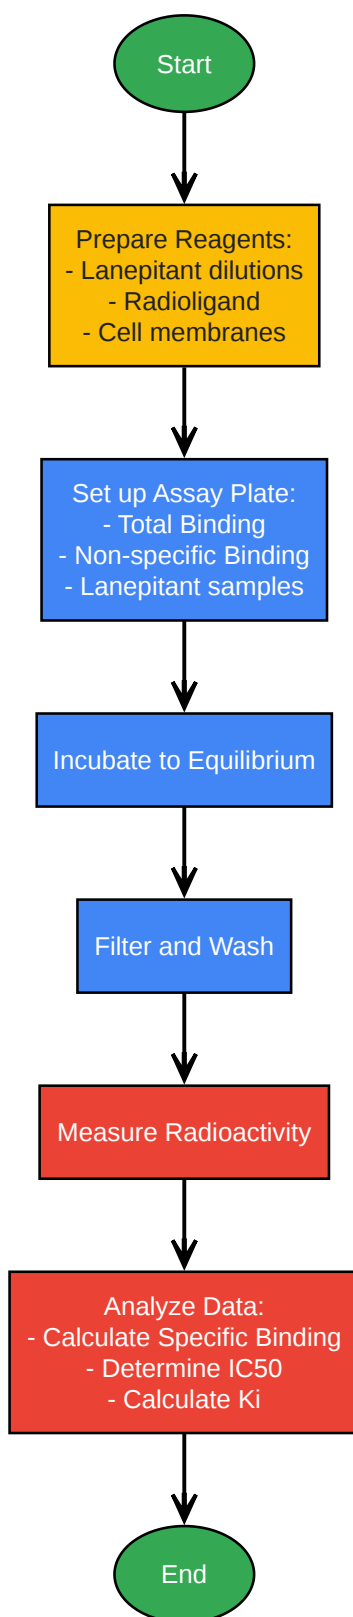 Start
Prepare Reagents:
- Lanepitant dilutions
- Radioligand
- Cell membranes
Set up Assay Plate:
- Total Binding
- Non-specific Binding
- Lanepitant samples
Incubate to Equilibrium
Filter and Wash
Measure Radioactivity
Analyze Data:
- Calculate Specific Binding
- Determine IC50
- Calculate Ki
End